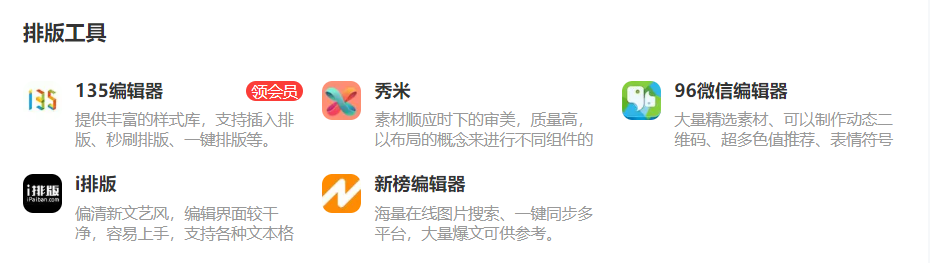 排版工具
135
135编辑器
领会员
提供丰富的样式库，支持插入排
版、秒刷排版、一键排版等。
秀米
素材顺应时下的审美，质量高，
以布局的概念来进行不同组件的
96微信编辑器
大量精选素材、可以制作动态二
维码、超多色值推荐、表情符号
i排版
iPaiban.com
i排版
偏清新文艺风，编辑界面较干
净，容易上手，支持各种文本格
新榜编辑器
海量在线图片搜索、一键同步多
平台，大量爆文可供参考。